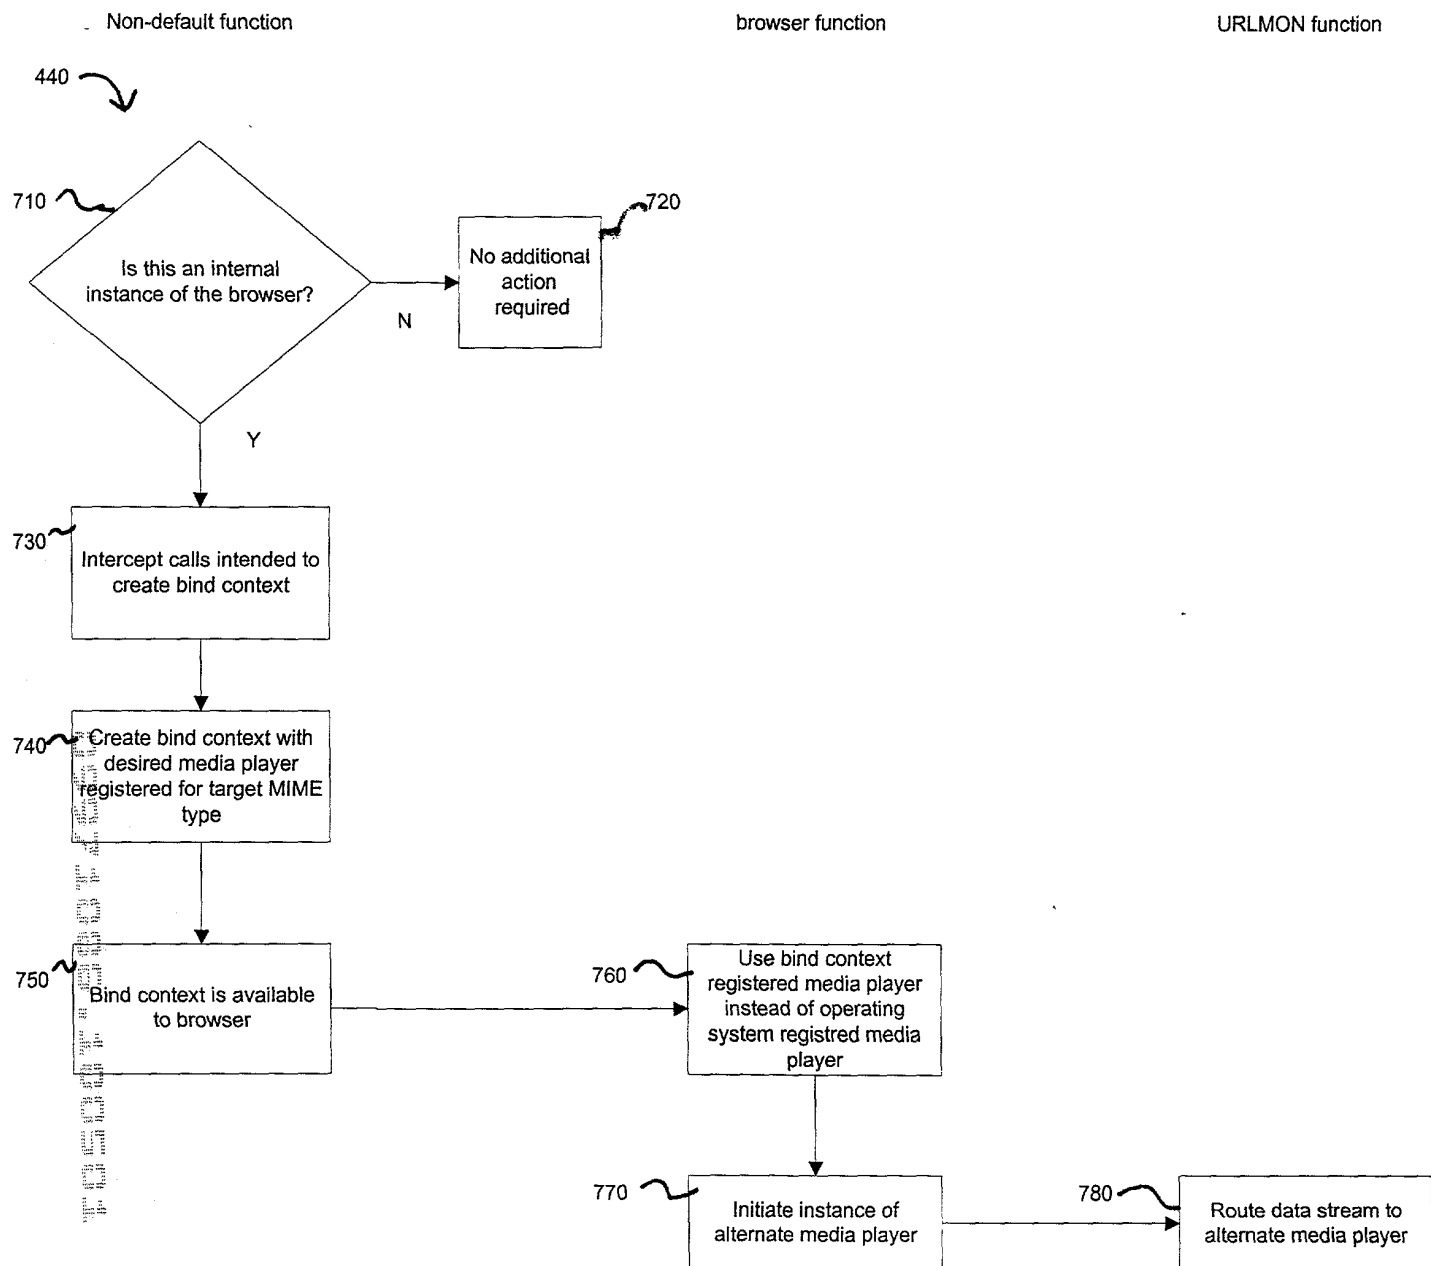 Non-default function
browser function
URLMON function
440
710
Is this an internal
instance of the browser?
N
720
No additional
action
required
Y
730
Intercept calls intended to
create bind context
740
Create bind context with
desired media player
registered for target MIME
type
750
Bind context is available
to browser
760
Use bind context
registered media player
instead of operating
system registred media
player
770
Initiate instance of
alternate media player
780
Route data stream to
alternate media player